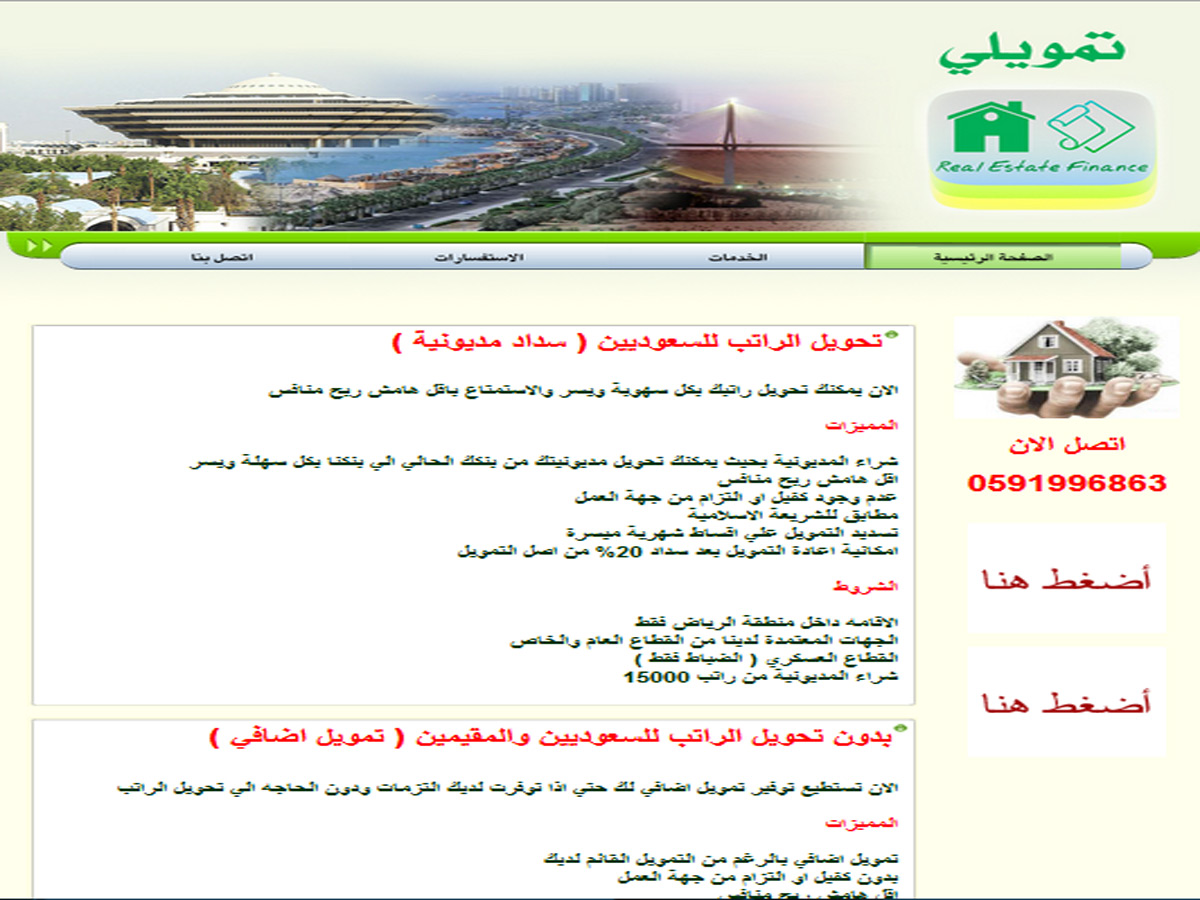 تمويلي
Real Estate Finance
الصفحة الرئيسية
الخدمات
الاستفسارات
اتصل بنا
تحويل الراتب للسعوديين ( سداد مديونية )
الان يمكنك تحويل راتبك بكل سهوية ويسر والاستمتاع باقل هامش ربح منافس
المميزات
شراء المديونية بحيث يمكنك تحويل مديونيتك من بنكك الحالي الي بنكنا بكل سهلة ويسر
اقل هامش ربح منافس
عدم وجود كفيل او التزام من جهة العمل
مطابق للشريعة الاسلامية
تسديد التمويل علي اقساط شهرية ميسرة
امكانية اعادة التمويل بعد سداد 20% من اصل التمويل
الشروط
الاقامه داخل منطقة الرياض فقط
الجهات المعتمدة لدينا من القطاع العام والخاص
القطاع العسكري ( الضباط فقط )
شراء المديونية من راتب 15000
بدون تحويل الراتب للسعوديين والمقيمين ( تمويل اضافي )
الان تستطيع توفير تمويل اضافي لك حتي اذا توفرت لديك التزمات ودون الحاجه الي تحويل الراتب
المميزات
تمويل اضافي بالرغم من التمويل القائم لديك
بدون كفيل او التزام من جهة العمل
اقل هامش ربح منافس
اتصل الان
0591996863
أضغط هنا
أضغط هنا